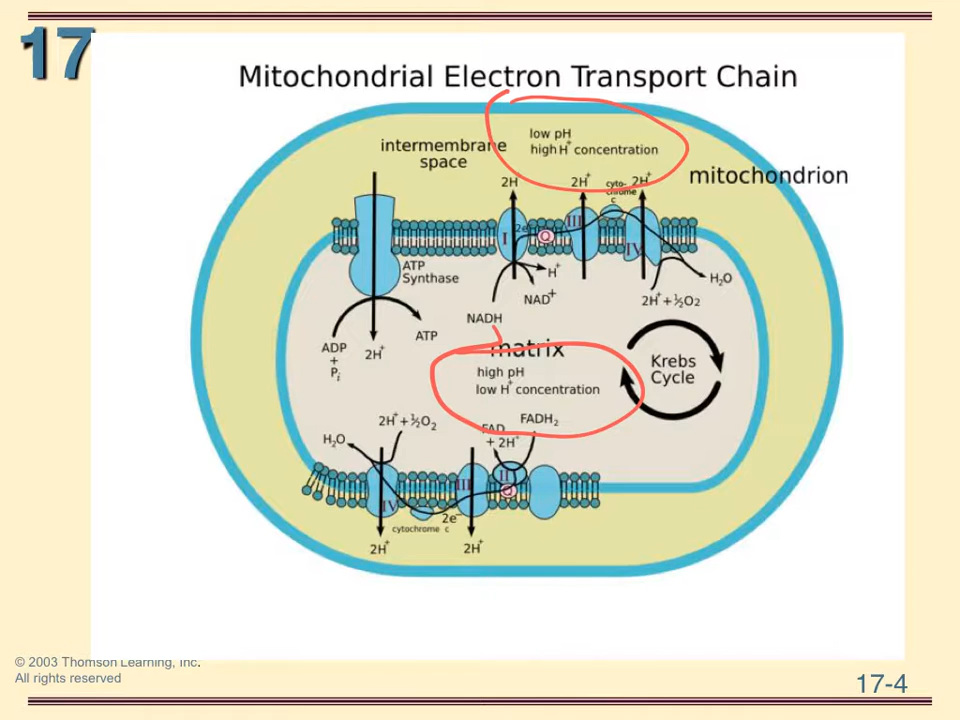 17
Mitochondrial Electron Transport Chain
low pH
high H+ concentration
intermembrane
space
mitochondrion
2H
2H+
cyto-
chrome
c
2H+
I
2e
Q
III
IV
ATP
Synthase
H+
NAD+
H2O
2H+ + ½O2
NADH
ADP
+
Pi
2H+
ATP
matrix
Krebs
Cycle
high pH
low H+ concentration
2H+ + ½O2
H2O
FAD
+ 2H+
FADH2
IV
III
II
Q
2e-
cytochrome c
2H+
2H+
© 2003 Thomson Learning, Inc.
All rights reserved
17-4